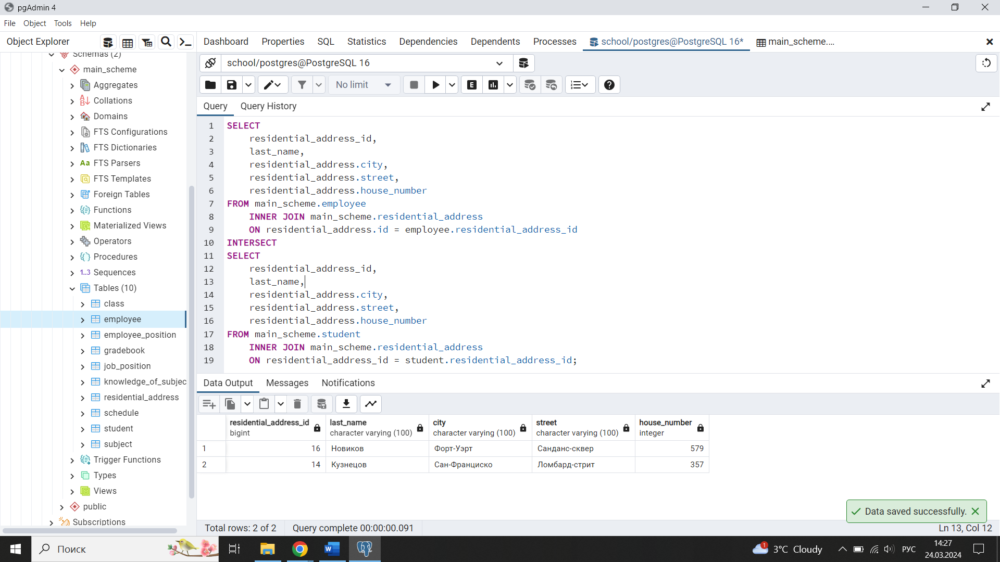 pgAdmin 4
File Object Tools Help
Object Explorer
Dashboard Properties SQL Statistics Dependencies Dependents Processes school/postgres@PostgreSQL 16* main_scheme....
Schemas (2)
main_scheme
Aggregates
Collations
Domains
FTS Configurations
FTS Dictionaries
Aa FTS Parsers
FTS Templates
Foreign Tables
Functions
Materialized Views
Operators
Procedures
1..3 Sequences
Tables (10)
class
employee
employee_position
gradebook
job_position
knowledge_of_subjec
residential_address
schedule
student
subject
Trigger Functions
Types
Views
public
Subscriptions
school/postgres@PostgreSQL 16
No limit
E
Query Query History
1 SELECT
2 residential_address_id,
3 last_name,
4 residential_address.city,
5 residential_address.street,
6 residential_address.house_number
7 FROM main_scheme.employee
8 INNER JOIN main_scheme.residential_address
9 ON residential_address.id = employee.residential_address_id
10 INTERSECT
11 SELECT
12 residential_address_id,
13 last_name,
14 residential_address.city,
15 residential_address.street,
16 residential_address.house_number
17 FROM main_scheme.student
18 INNER JOIN main_scheme.residential_address
19 ON residential_address_id = student.residential_address_id;
Data Output Messages Notifications
residential_address_id last_name city street house_number
bigint character varying (100) character varying (100) character varying (100) integer
1 16 Новиков Форт-Уэрт Санданс-сквер 579
2 14 Кузнецов Сан-Франциско Ломбард-стрит 357
Data saved successfully.
Total rows: 2 of 2 Query complete 00:00:00.091 Ln 13, Col 12
Поиск
1
3°C Cloudy
РУС
14:27
24.03.2024